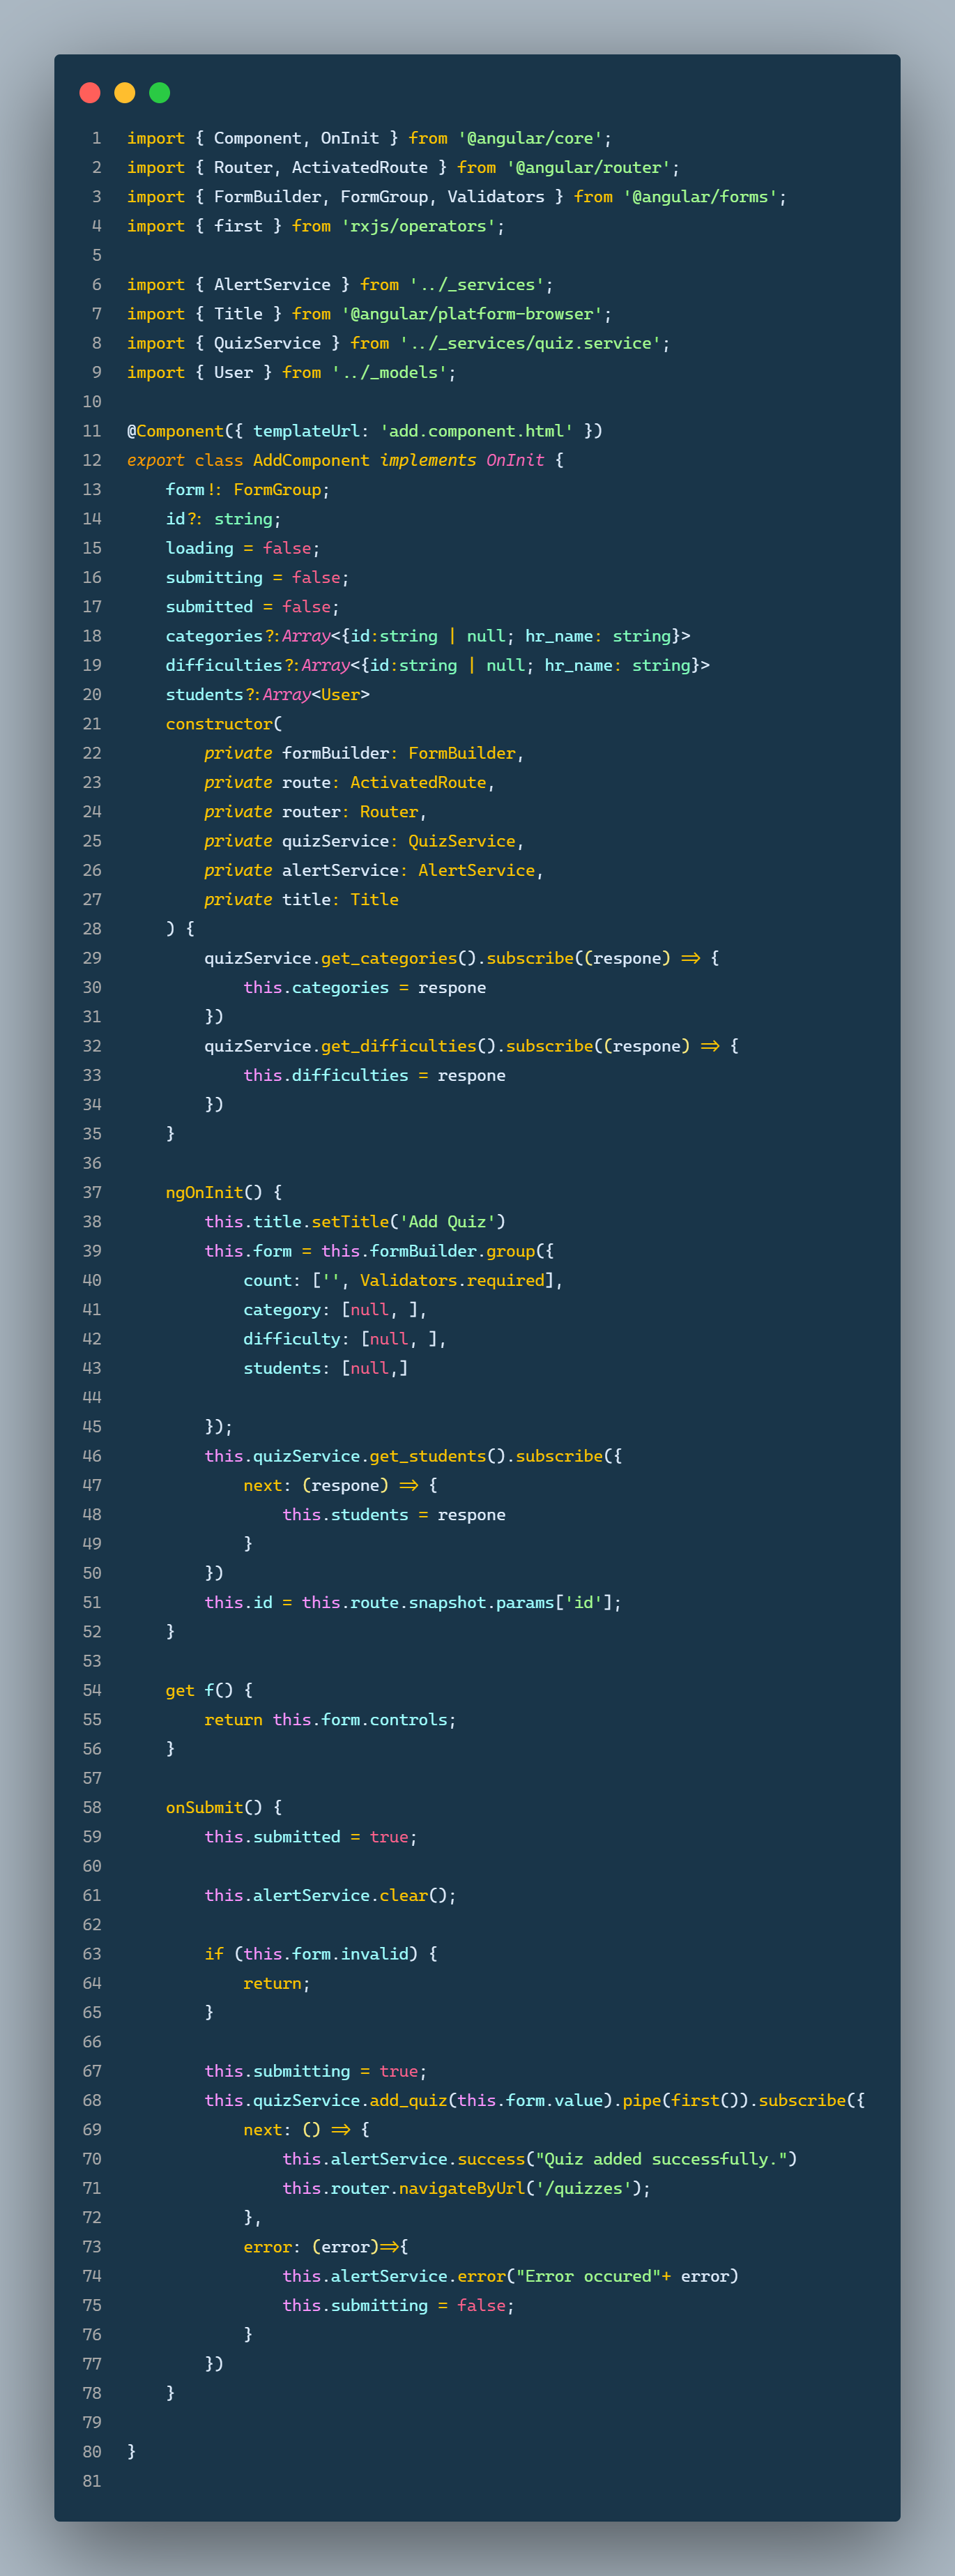 1 import { Component, OnInit } from '@angular/core';
2 import { Router, ActivatedRoute } from '@angular/router';
3 import { FormBuilder, FormGroup, Validators } from '@angular/forms';
4 import { first } from 'rxjs/operators';
5
6 import { AlertService } from '../_services';
7 import { Title } from '@angular/platform-browser';
8 import { QuizService } from '../_services/quiz.service';
9 import { User } from '../_models';
10
11 @Component({ templateUrl: 'add.component.html' })
12 export class AddComponent implements OnInit {
13     form!: FormGroup;
14     id?: string;
15     loading = false;
16     submitting = false;
17     submitted = false;
18     categories?:Array<{id:string | null; hr_name: string}>
19     difficulties?:Array<{id:string | null; hr_name: string}>
20     students?:Array<User>
21     constructor(
22         private formBuilder: FormBuilder,
23         private route: ActivatedRoute,
24         private router: Router,
25         private quizService: QuizService,
26         private alertService: AlertService,
27         private title: Title
28     ) {
29         quizService.get_categories().subscribe((respone) => {
30             this.categories = respone
31         })
32         quizService.get_difficulties().subscribe((respone) => {
33             this.difficulties = respone
34         })
35     }
36
37     ngOnInit() {
38         this.title.setTitle('Add Quiz')
39         this.form = this.formBuilder.group({
40             count: ['', Validators.required],
41             category: [null, ],
42             difficulty: [null, ],
43             students: [null,]
44
45         });
46         this.quizService.get_students().subscribe({
47             next: (respone) => {
48                 this.students = respone
49             }
50         })
51         this.id = this.route.snapshot.params['id'];
52     }
53
54     get f() {
55         return this.form.controls;
56     }
57
58     onSubmit() {
59         this.submitted = true;
60
61         this.alertService.clear();
62
63         if (this.form.invalid) {
64             return;
65         }
66
67         this.submitting = true;
68         this.quizService.add_quiz(this.form.value).pipe(first()).subscribe({
69             next: () => {
70                 this.alertService.success("Quiz added successfully.")
71                 this.router.navigateByUrl('/quizzes');
72             },
73             error: (error)=>{
74                 this.alertService.error("Error occured"+ error)
75                 this.submitting = false;
76             }
77         })
78     }
79
80 }
81